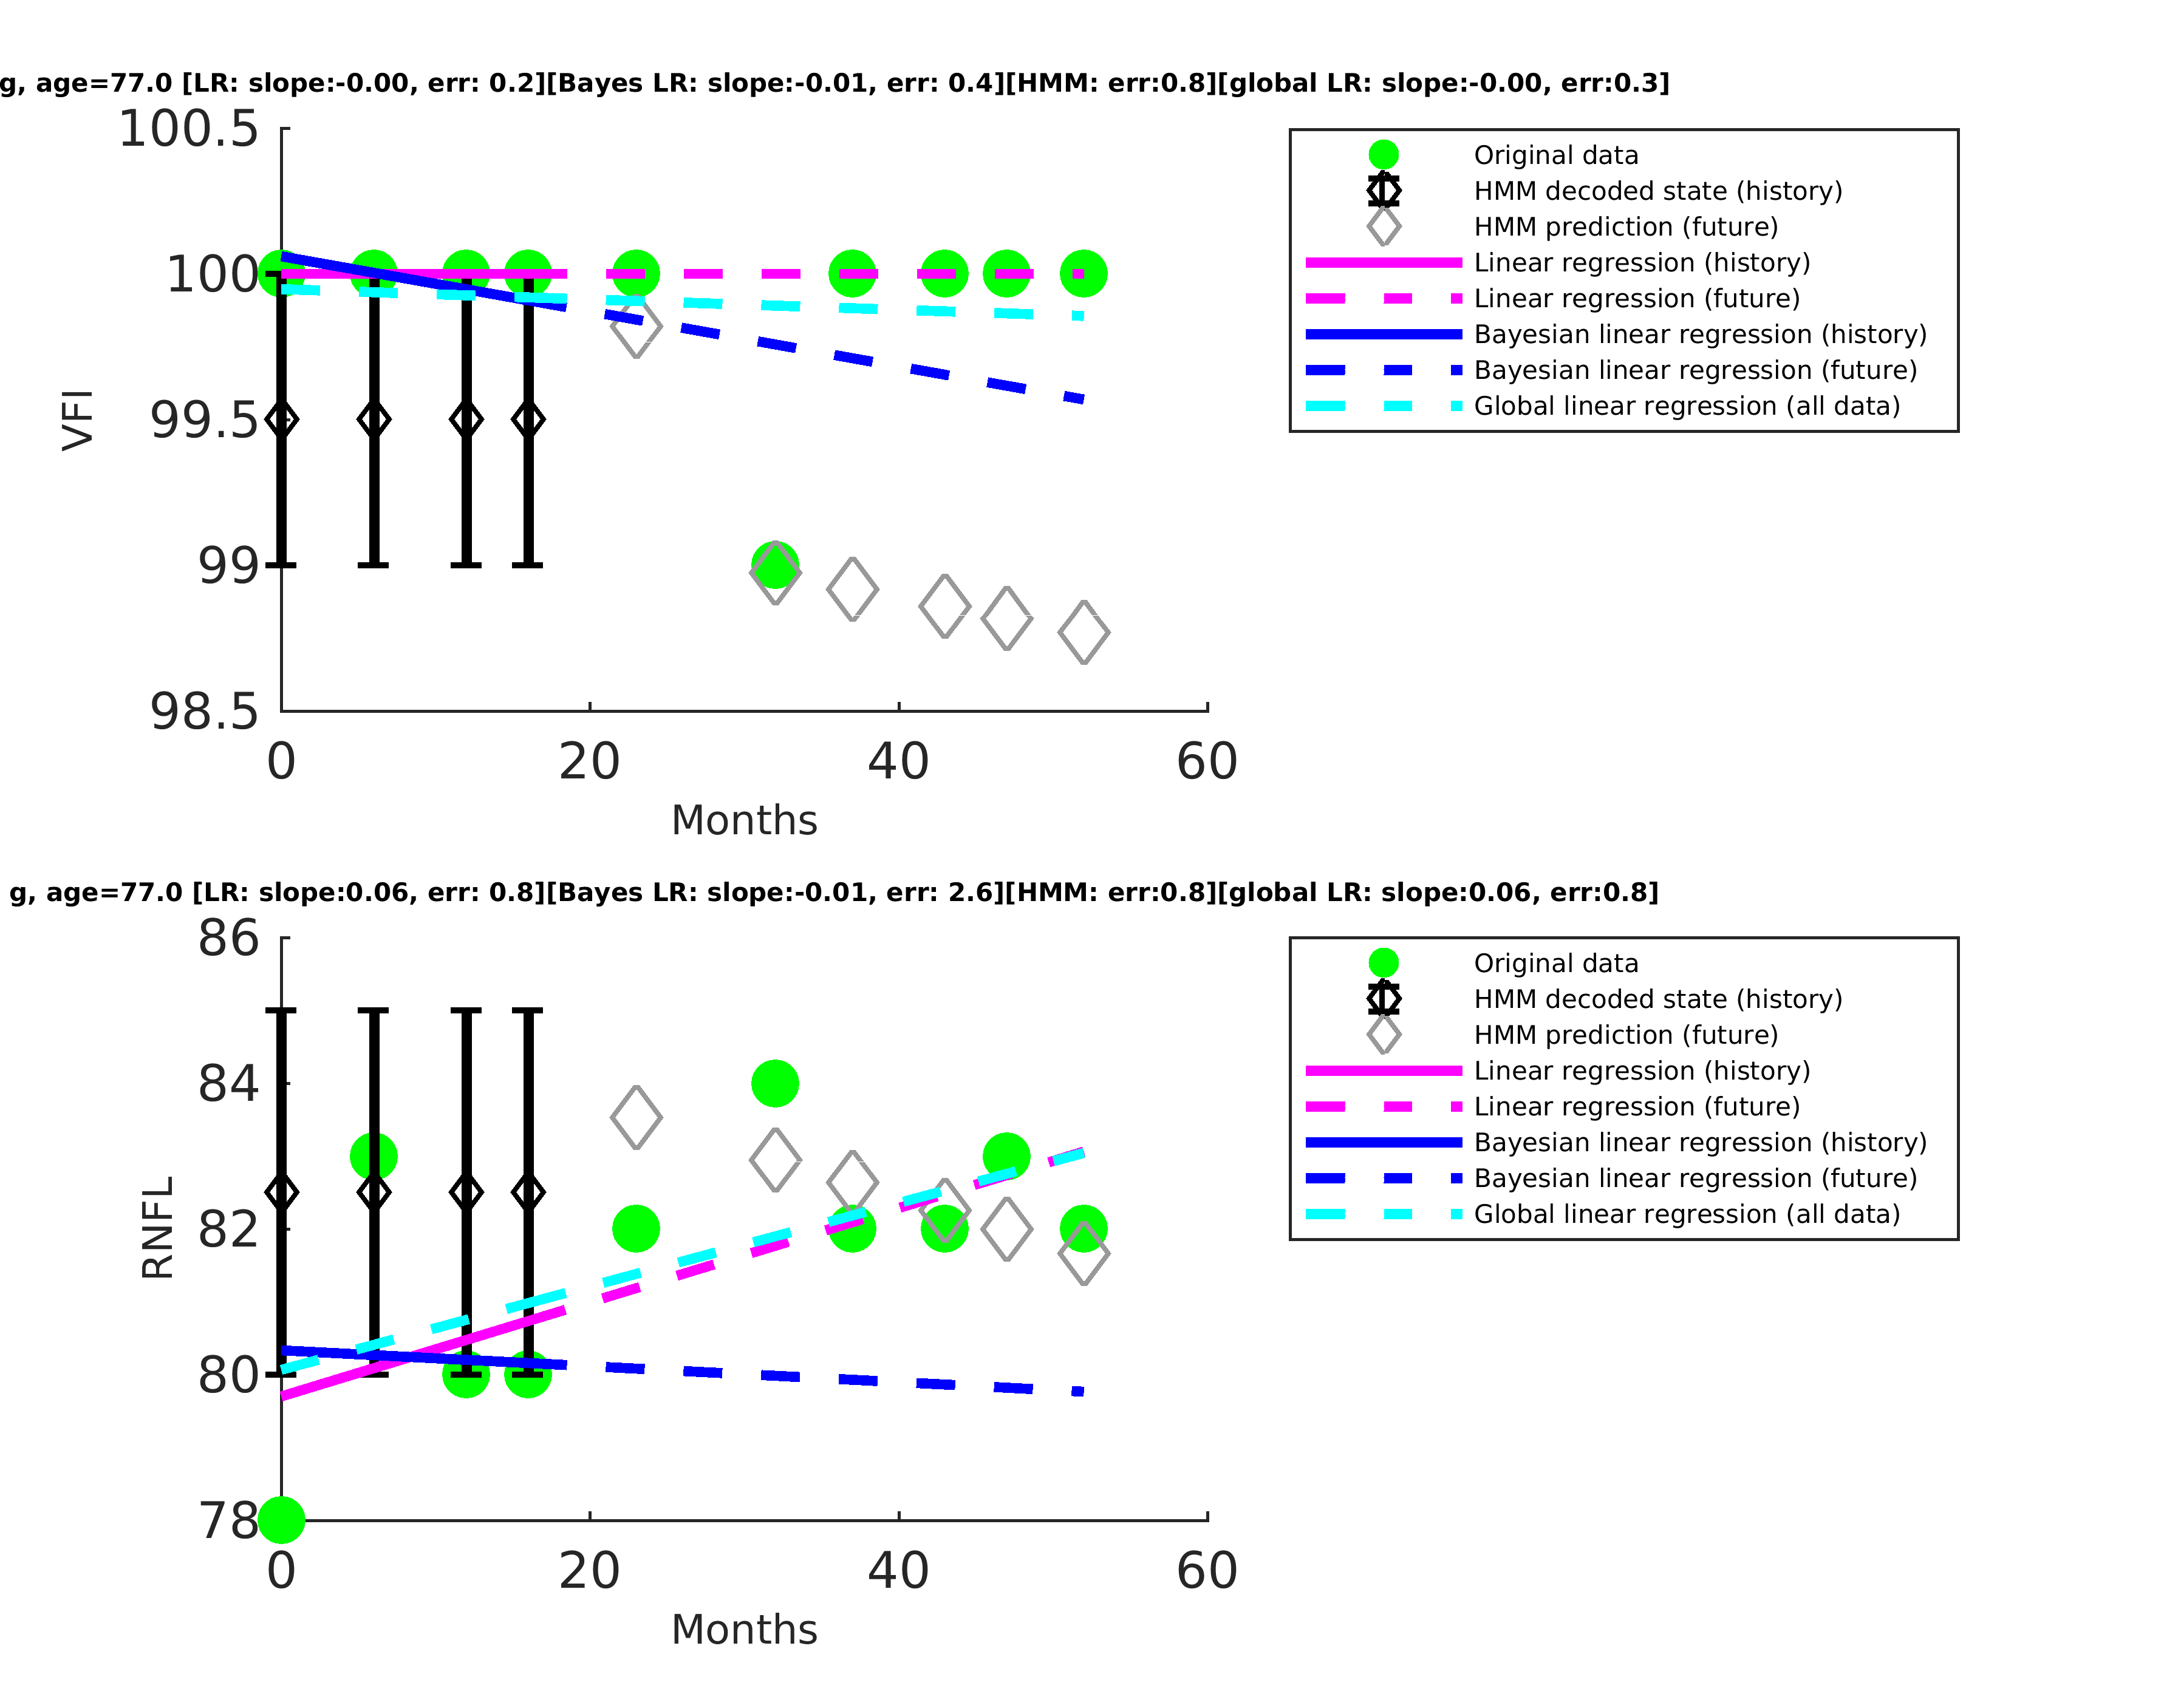 g, age=77.0 [LR: slope:-0.00, err: 0.2][Bayes LR: slope:-0.01, err: 0.4][HMM: err:0.8][global LR: slope:-0.00, err:0.3]
100.5
100
99.5
99
98.5
VFI
0 20 40 60
Months
Original data
HMM decoded state (history)
HMM prediction (future)
Linear regression (history)
Linear regression (future)
Bayesian linear regression (history)
Bayesian linear regression (future)
Global linear regression (all data)
g, age=77.0 [LR: slope:0.06, err: 0.8][Bayes LR: slope:-0.01, err: 2.6][HMM: err:0.8][global LR: slope:0.06, err:0.8]
86
84
82
80
78
RNFL
0 20 40 60
Months
Original data
HMM decoded state (history)
HMM prediction (future)
Linear regression (history)
Linear regression (future)
Bayesian linear regression (history)
Bayesian linear regression (future)
Global linear regression (all data)